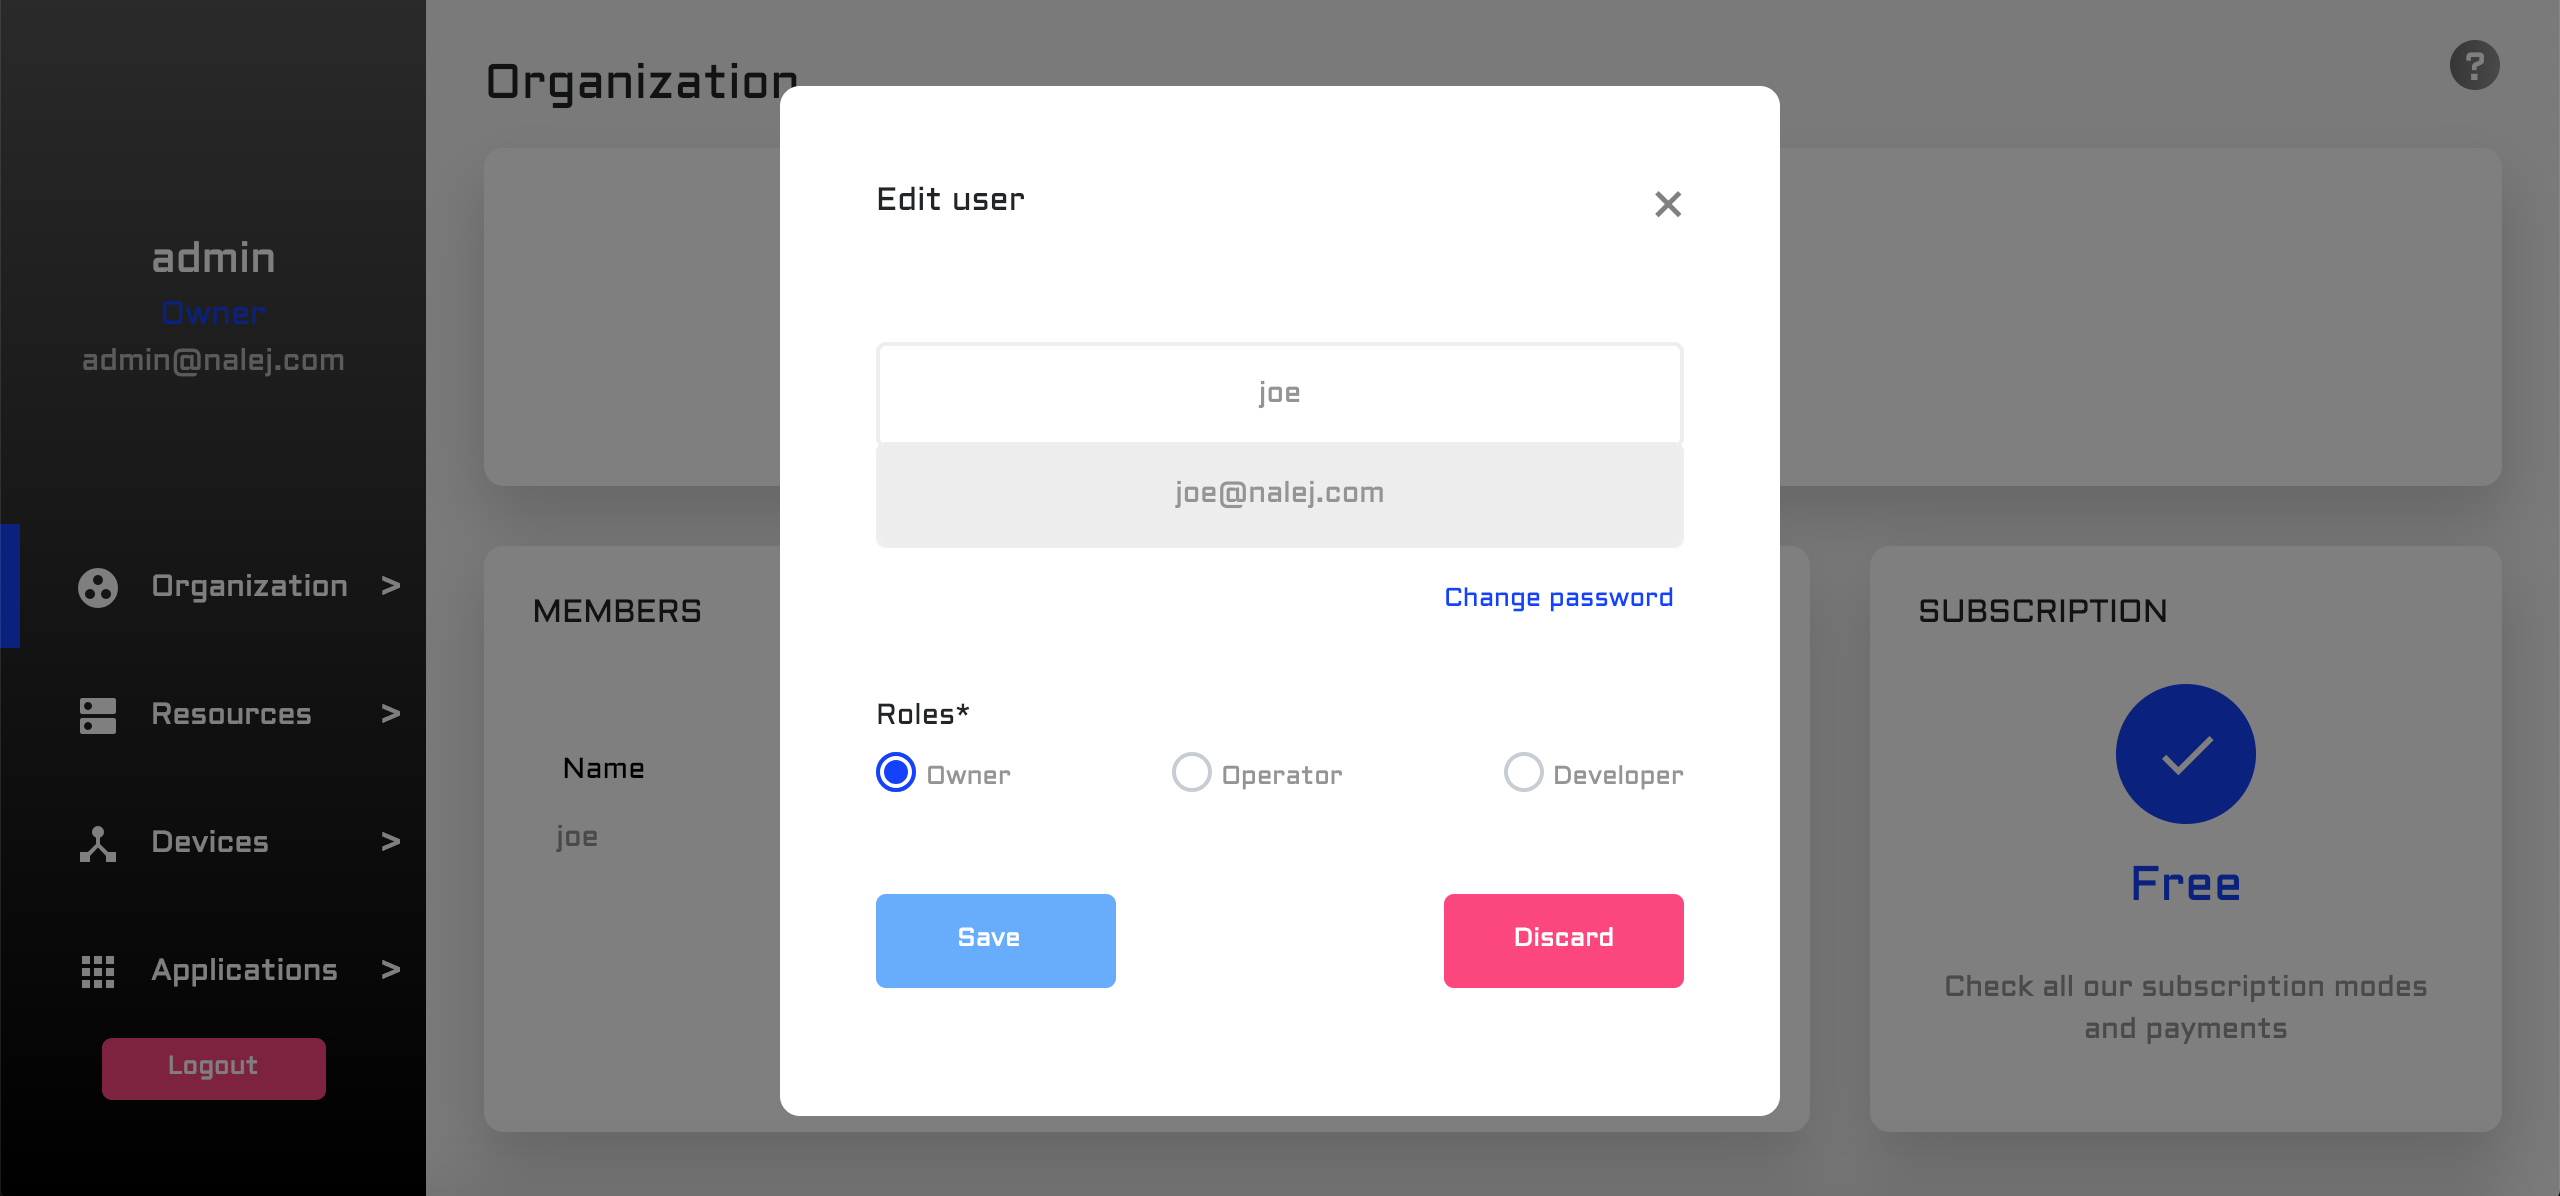 admin
Owner
admin@nalej.com
Organization >
Resources >
Devices >
Applications >
Logout
Organization
?
MEMBERS
Name
joe
SUBSCRIPTION
Free
Check all our subscription modes
and payments
Edit user
joe
joe@nalej.com
Change password
Roles*
Owner Operator Developer
Save Discard